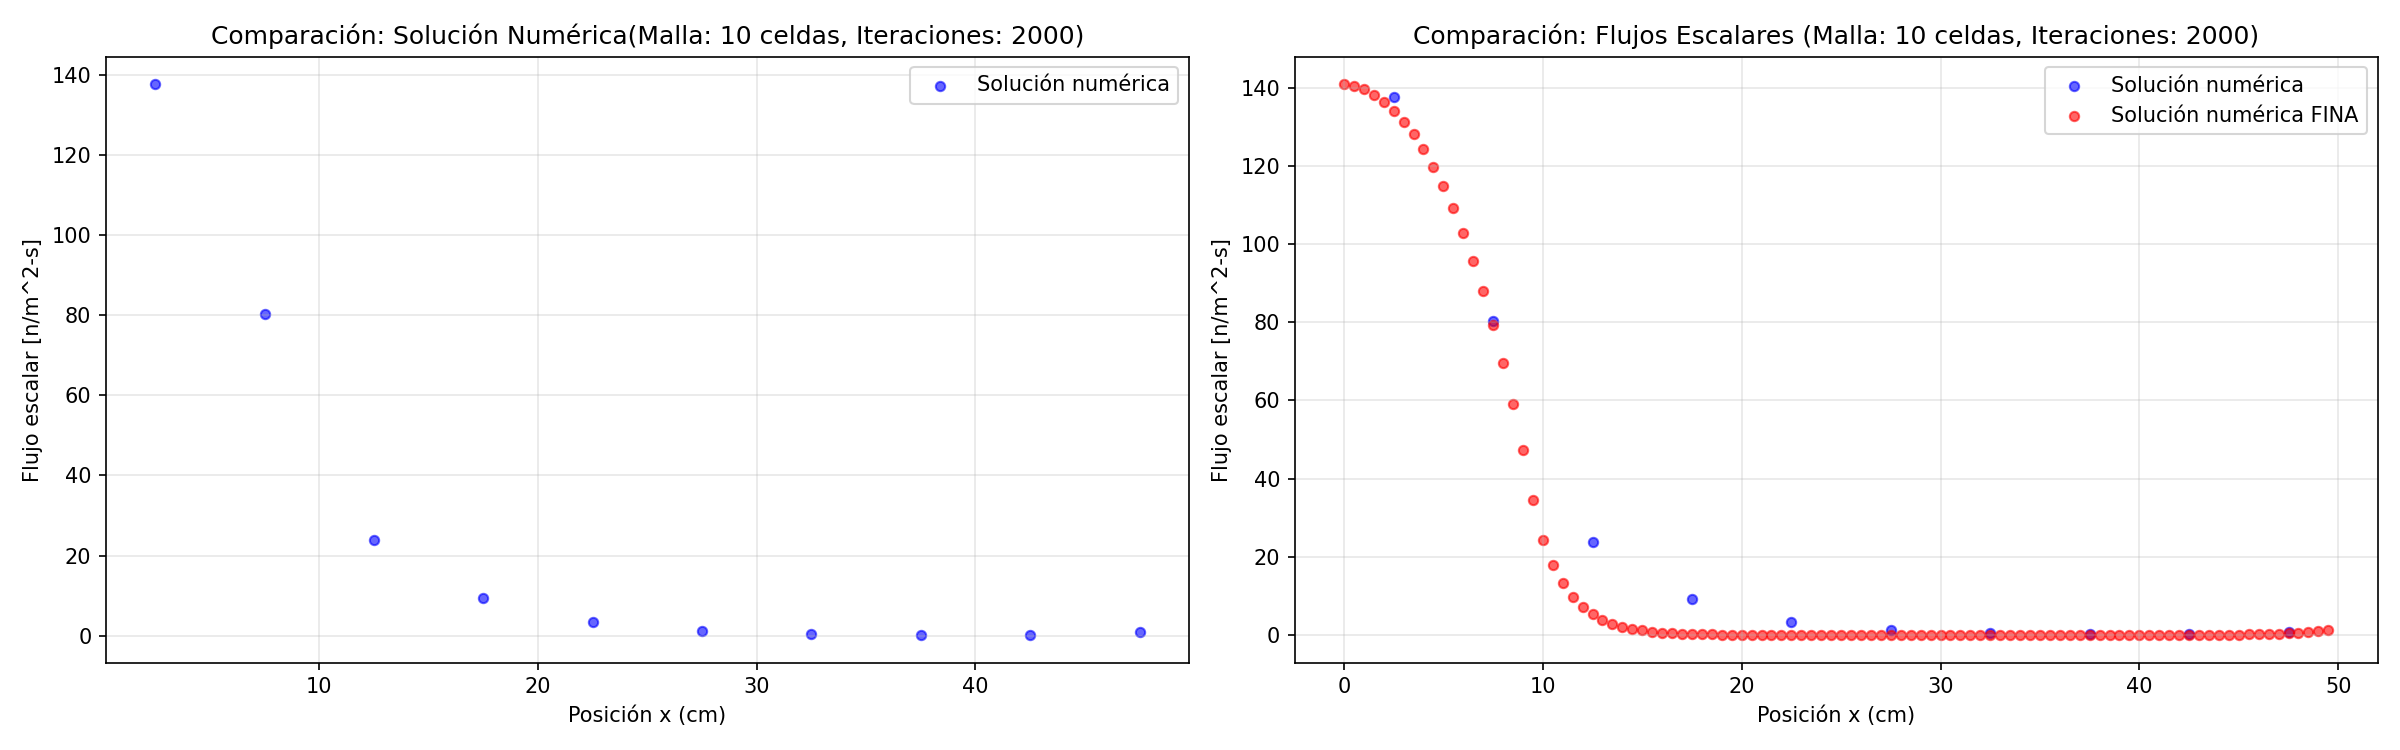 Comparación: Solución Numérica(Malla: 10 celdas, Iteraciones: 2000)
140
120
100
80
60
40
20
0
Flujo escalar [n/m^2-s]
Solución numérica
10
20
30
40
Posición x (cm)
Comparación: Flujos Escalares (Malla: 10 celdas, Iteraciones: 2000)
140
120
100
80
60
40
20
0
Flujo escalar [n/m^2-s]
Solución numérica
Solución numérica FINA
0
10
20
30
40
50
Posición x (cm)